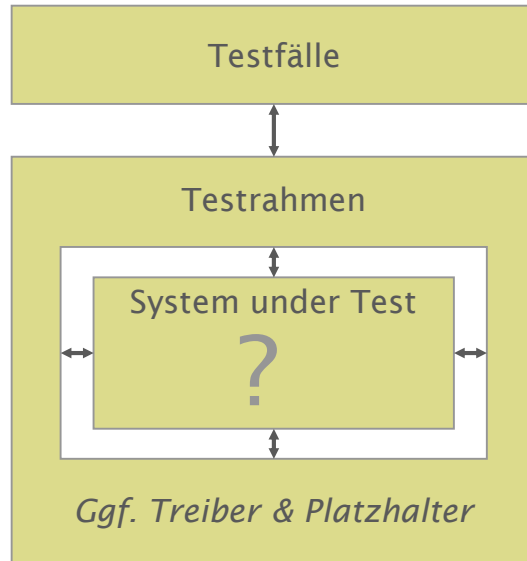 Testfälle
Testrahmen
System under Test
?
Ggf. Treiber & Platzhalter